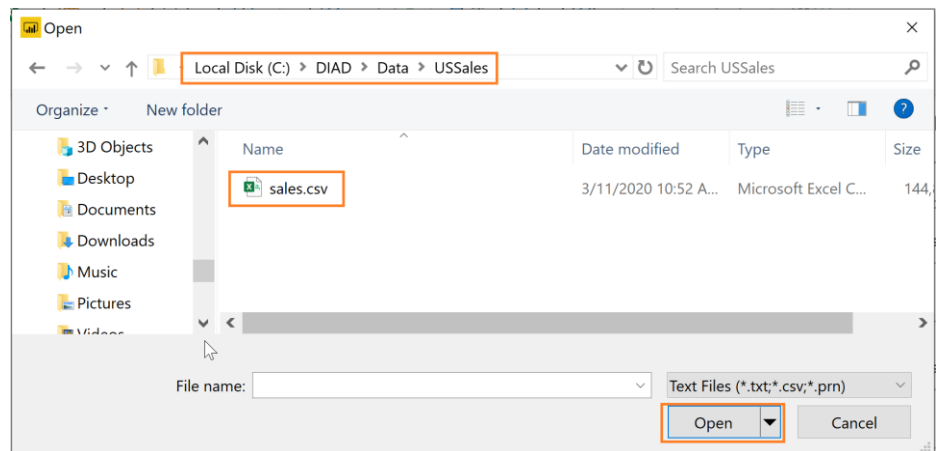 Open
Local Disk (C:) > DIAD > Data > USSales
Search USSales
Organize
New folder
?
3D Objects
Desktop
Documents
Downloads
Music
Pictures
Videos
Name
Date modified
Type
Size
sales.csv
3/11/2020 10:52 A...
Microsoft Excel C...
144,
File name:
Text Files (*.txt;*.csv;*.prn)
Open
Cancel